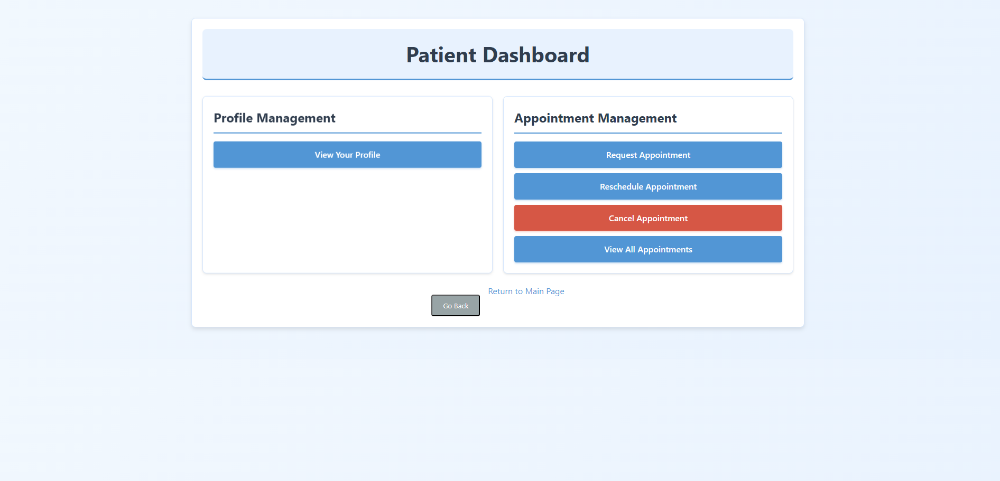 Patient Dashboard
Profile Management
View Your Profile
Appointment Management
Request Appointment
Reschedule Appointment
Cancel Appointment
View All Appointments
Return to Main Page
Go Back